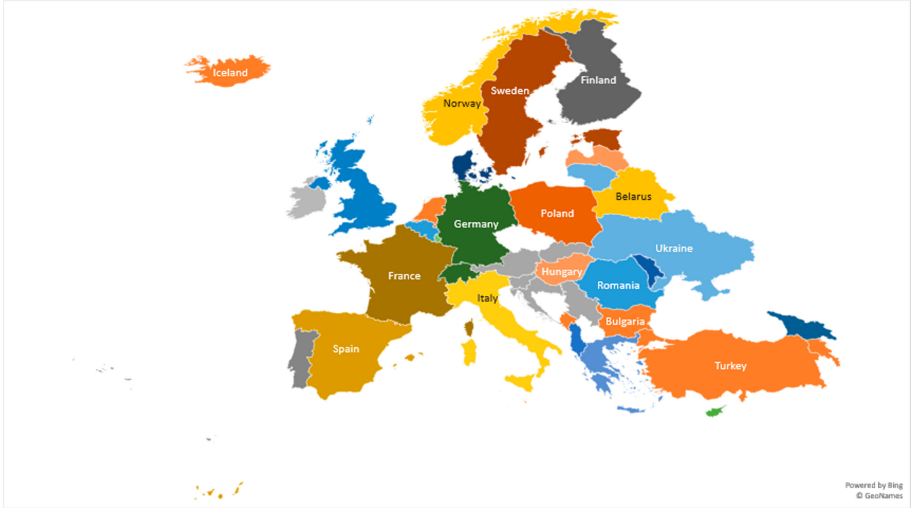 Iceland
Finland
Sweden
Norway
Belarus
Poland
Germany
Ukraine
Hungary
France
Romania
Italy
Bulgaria
Spain
Turkey
Powered by Bing
© GeoNames